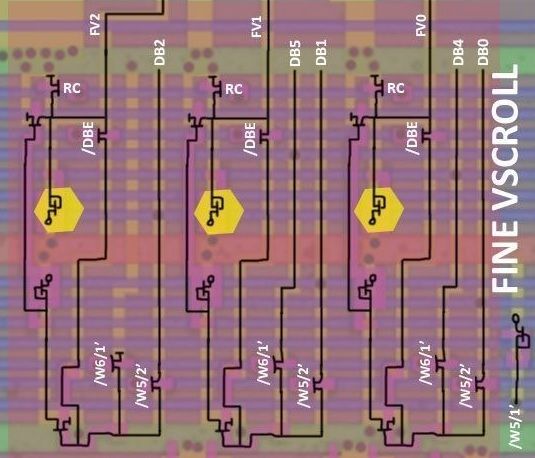 FV2
DB2
FV1
DB5
DB1
FV0
DB4
DB0
RC
RC
RC
/DBE
/DBE
/DBE
FINE VSCROLL
/W6/1'
/W5/2'
/W6/1'
/W5/2'
/W6/1'
/W5/2'
/W5/1'